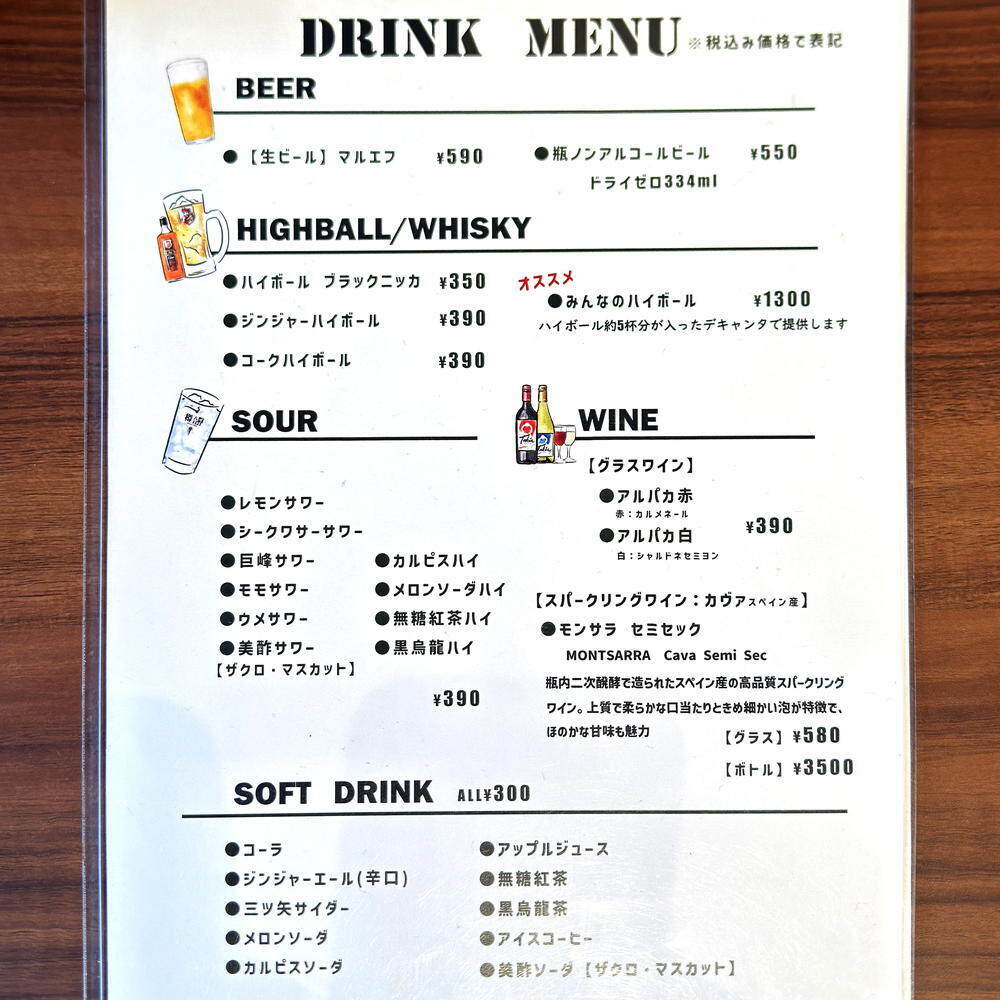 DRINK MENU ※税込み価格で表記
BEER
●【生ビール】マルエフ ¥590
●瓶ノンアルコールビール ¥550
ドライゼロ334ml
HIGHBALL/WHISKY
●ハイボール ブラックニッカ ¥350
●ジンジャーハイボール ¥390
●コークハイボール ¥390
オススメ
●みんなのハイボール ¥1300
ハイボール約5杯分が入ったデキャンタで提供します
SOUR
●レモンサワー
●シークワサーサワー
●巨峰サワー
●モモサワー
●ウメサワー
●美酢サワー
【ザクロ・マスカット】
●カルピスハイ
●メロンソーダハイ
●無糖紅茶ハイ
●黒烏龍ハイ
¥390
WINE
【グラスワイン】
●アルパカ赤
赤：カルメネール
●アルパカ白
白：シャルドネセミヨン
¥390
【スパークリングワイン：カヴァスペイン産】
●モンサラ セミセック
MONTSARRA Cava Semi Sec
瓶内二次醗酵で造られたスペイン産の高品質スパークリング
ワイン。上質で柔らかな口当たりときめ細かい泡が特徴で、
ほのかな甘味も魅力
【グラス】¥580
【ボトル】¥3500
SOFT DRINK ALL¥300
●コーラ
●ジンジャーエール(辛口)
●三ツ矢サイダー
●メロンソーダ
●カルピスソーダ
●アップルジュース
●無糖紅茶
●黒烏龍茶
●アイスコーヒー
●美酢ソーダ【ザクロ・マスカット】